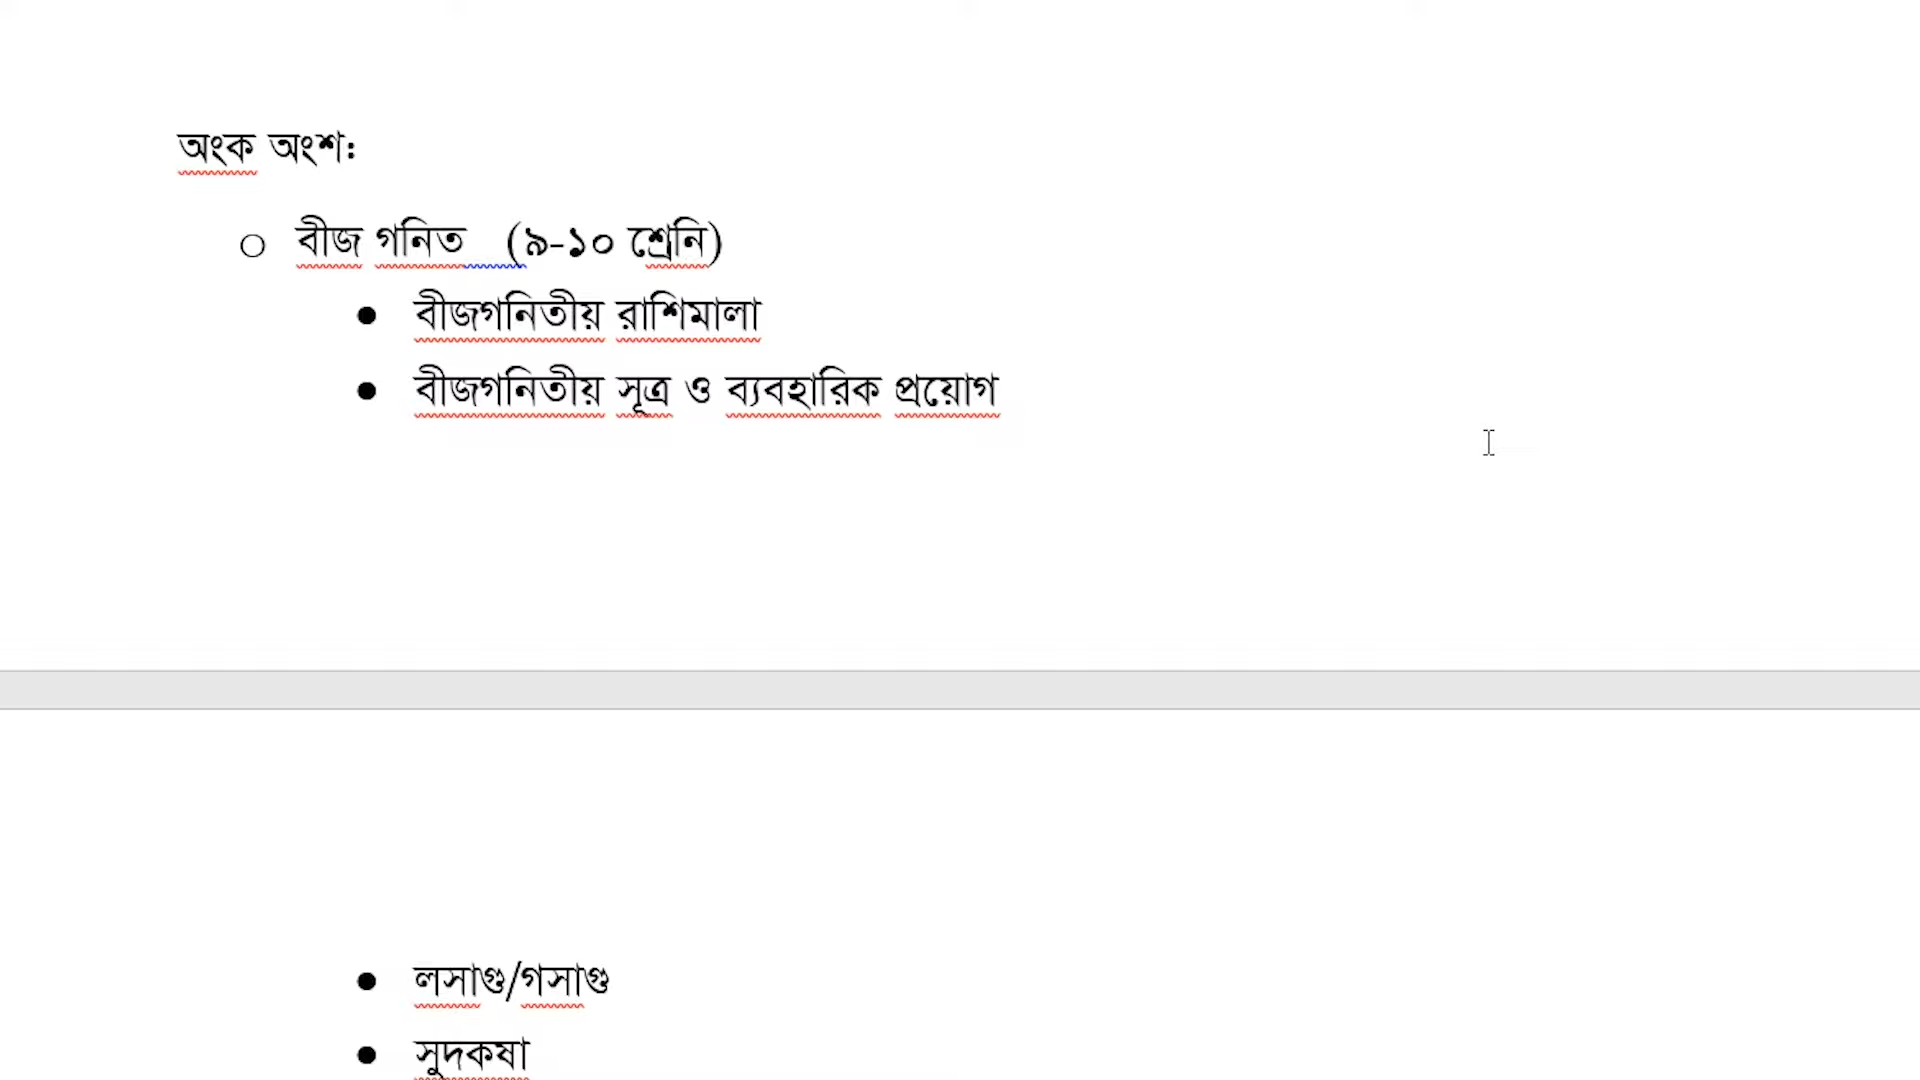 অংক অংশ:
বীজ গনিত (৯-১০ শ্রেনি)
বীজগনিতীয় রাশিমালা
বীজগনিতীয় সূত্র ও ব্যবহারিক প্রয়োগ
লসাগু/গসাগু
সুদকষা